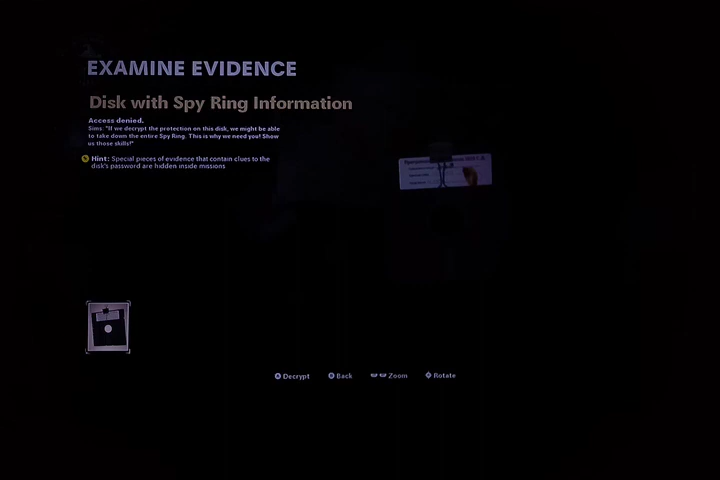 EXAMINE EVIDENCE
Disk with Spy Ring Information
Access denied.
Sims: "If we decrypt the protection on this disk, we might be able
to take down the entire Spy Ring. This is why we need you! Show
us those skills!"
Hint: Special pieces of evidence that contain clues to the
disk's password are hidden inside missions
Decrypt Back Zoom Rotate